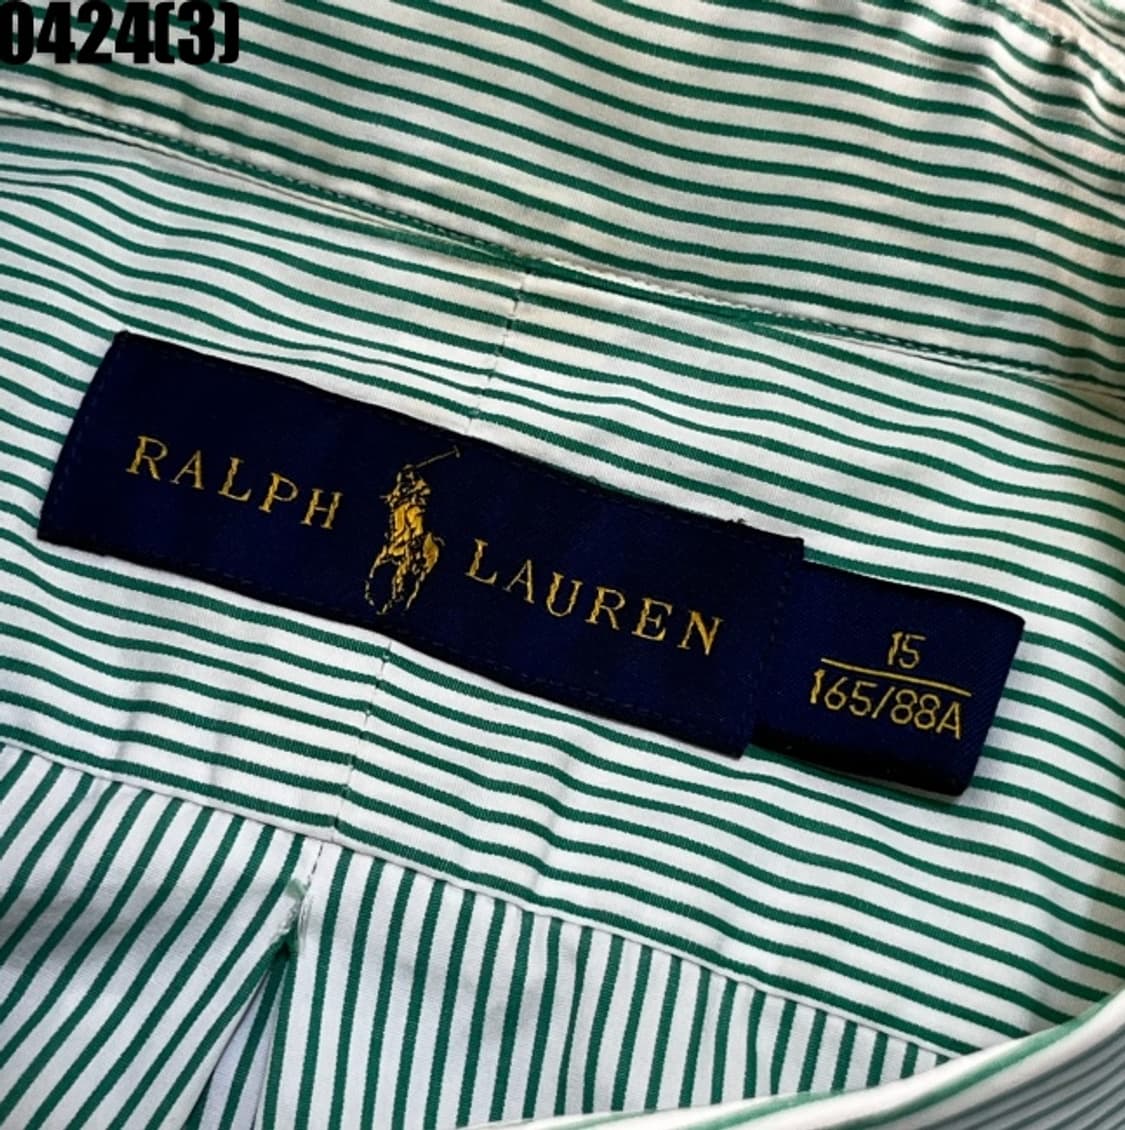 0424(3)
RALPH LAUREN
15
165/88A